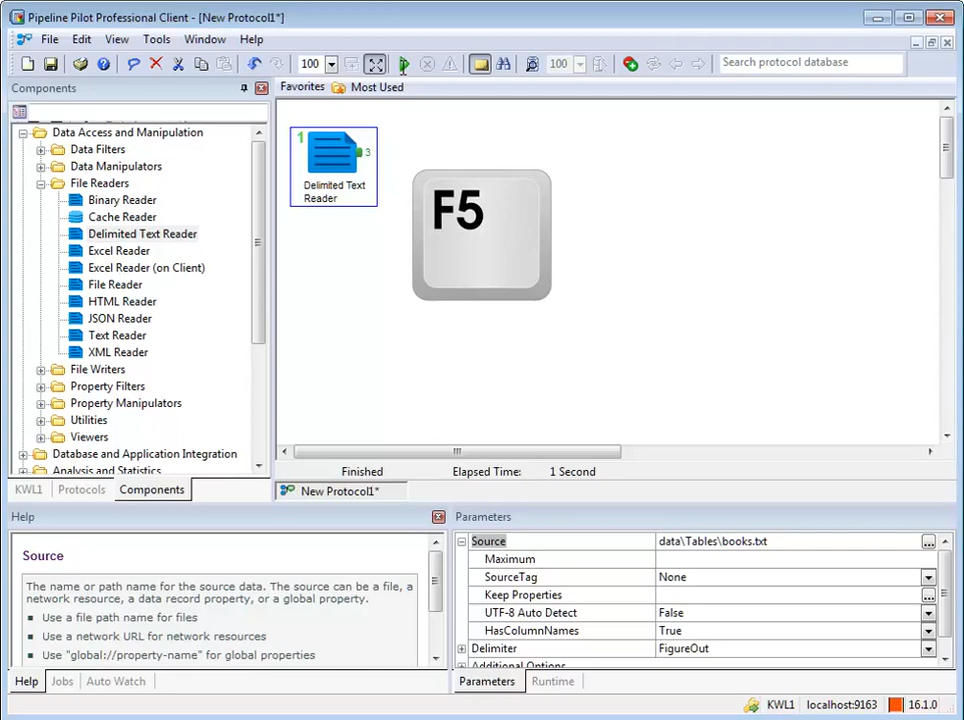 Pipeline Pilot Professional Client - [New Protocol1*]
File Edit View Tools Window Help
100 100 Search protocol database
Components
Favorites Most Used
Data Access and Manipulation
Data Filters
Data Manipulators
File Readers
Binary Reader
Cache Reader
Delimited Text Reader
Excel Reader
Excel Reader (on Client)
File Reader
HTML Reader
JSON Reader
Text Reader
XML Reader
File Writers
Property Filters
Property Manipulators
Utilities
Viewers
Database and Application Integration
Analysis and Statistics
KWL1 Protocols Components
1
3
Delimited Text
Reader
F5
Finished Elapsed Time: 1 Second
New Protocol1*
Help
Source
The name or path name for the source data. The source can be a file, a
network resource, a data record property, or a global property.
Use a file path name for files
Use a network URL for network resources
Use "global://property-name" for global properties
Help Jobs Auto Watch
Parameters
Source data\Tables\books.txt
Maximum
SourceTag None
Keep Properties
UTF-8 Auto Detect False
HasColumnNames True
Delimiter FigureOut
Additional Options
Parameters Runtime
KWL1 localhost:9163 16.1.0